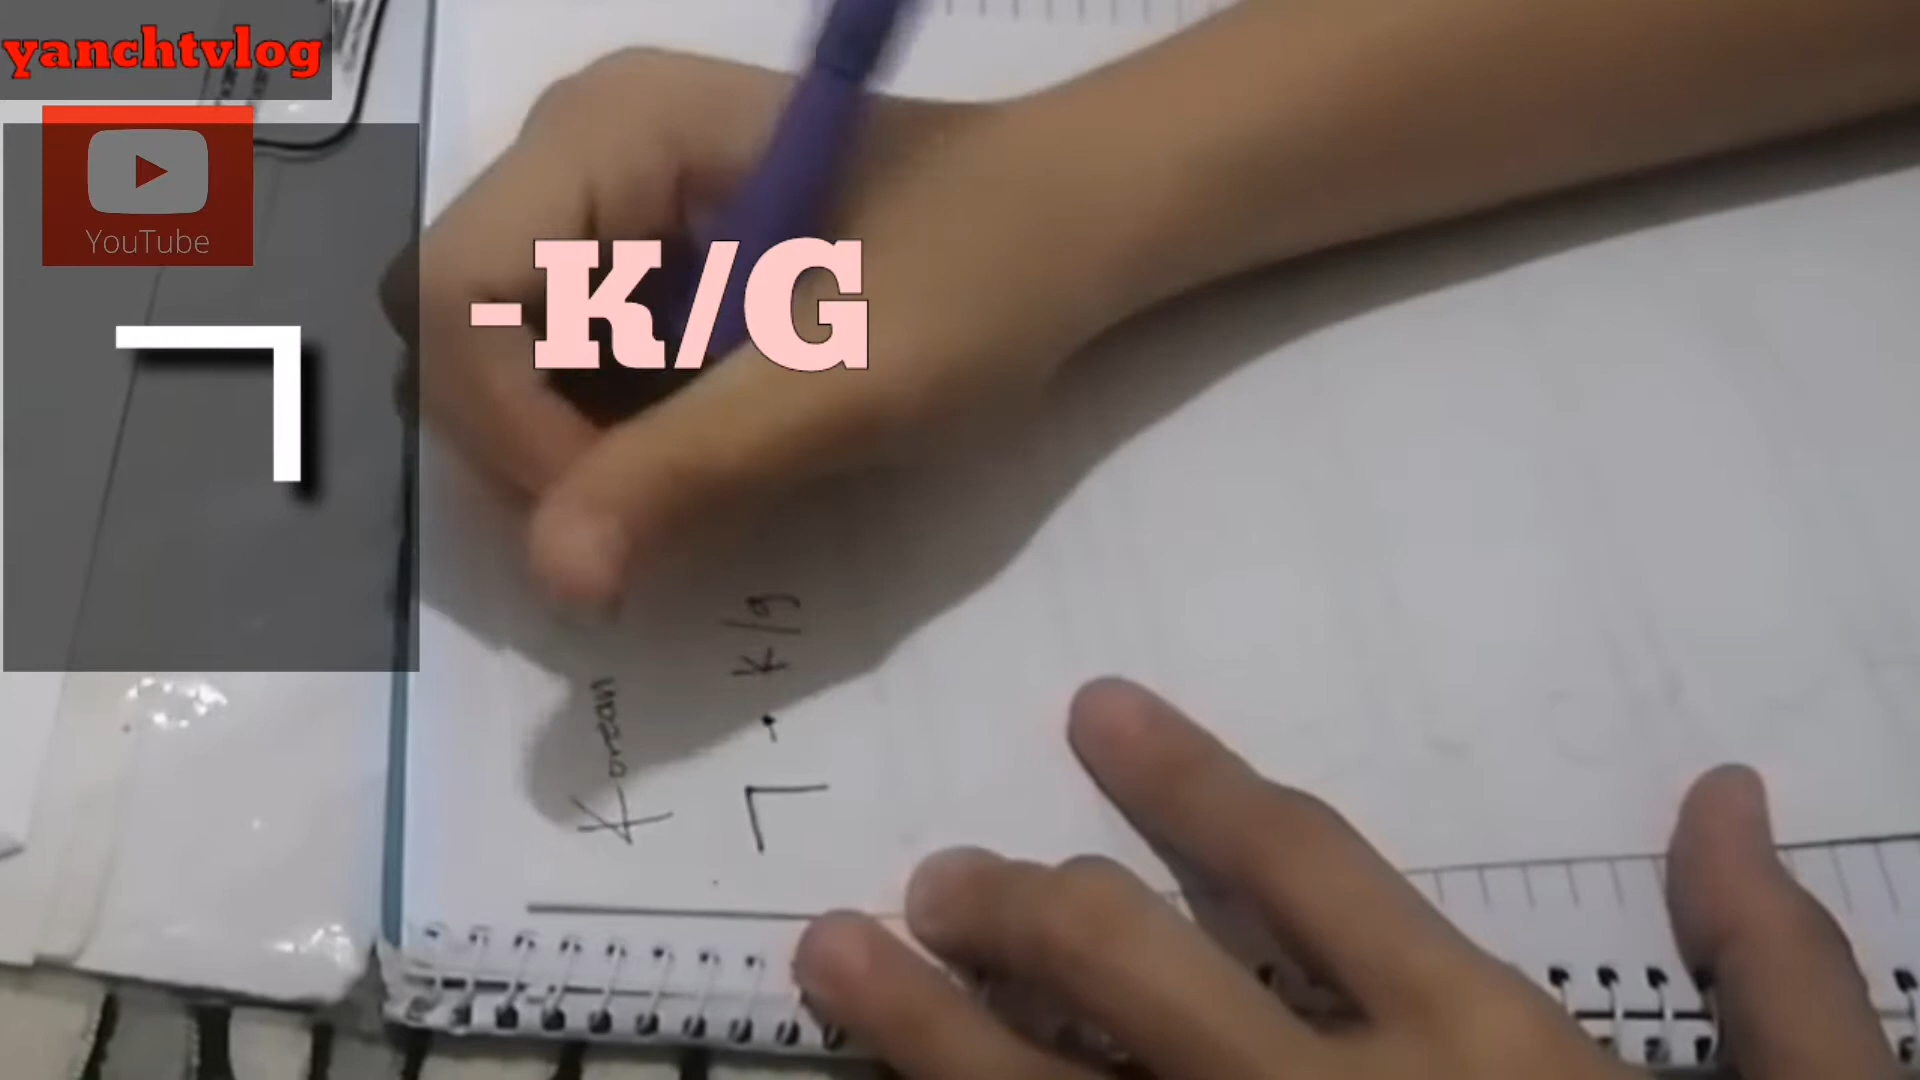 yanchtvlog
YouTube
ㄱ
-K/G
Korean
ㄱ - K/g